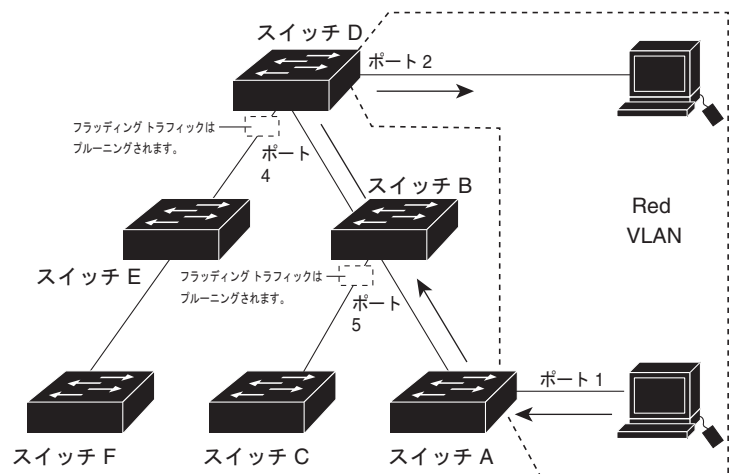 スイッチ D
ポート 2
フラッディング トラフィックは
プルーニングされます。
ポート
4
スイッチ B
Red
VLAN
スイッチ E
フラッディング トラフィックは
プルーニングされます。
ポート
5
ポート 1
スイッチ F
スイッチ C
スイッチ A